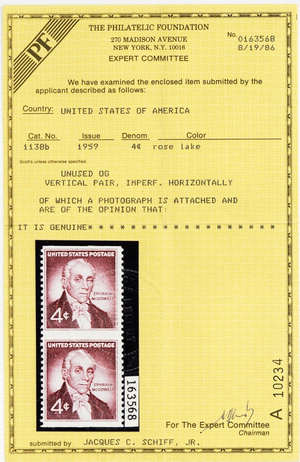 PF
THE PHILATELIC FOUNDATION
270 MADISON AVENUE
NEW YORK, N.Y. 10016
EXPERT COMMITTEE
No. 0163568
8/19/86
We have examined the enclosed item submitted by the
applicant described as follows:
Country: UNITED STATES OF AMERICA
Cat. No. Issue Denom Color
1138b 1959 4¢ rose lake
Scott's unless otherwise specified.
UNUSED OG
VERTICAL PAIR, IMPERF. HORIZONTALLY
OF WHICH A PHOTOGRAPH IS ATTACHED AND
ARE OF THE OPINION THAT:
IT IS GENUINE* * * * * * * * * * * * * * * * * * *
UNITED STATES POSTAGE
EPHRAIM
McDOWELL
4¢
UNITED STATES POSTAGE
EPHRAIM
McDOWELL
4¢
163568
A 10234
For The Expert Committee
Chairman
submitted by JACQUES C. SCHIFF, JR.